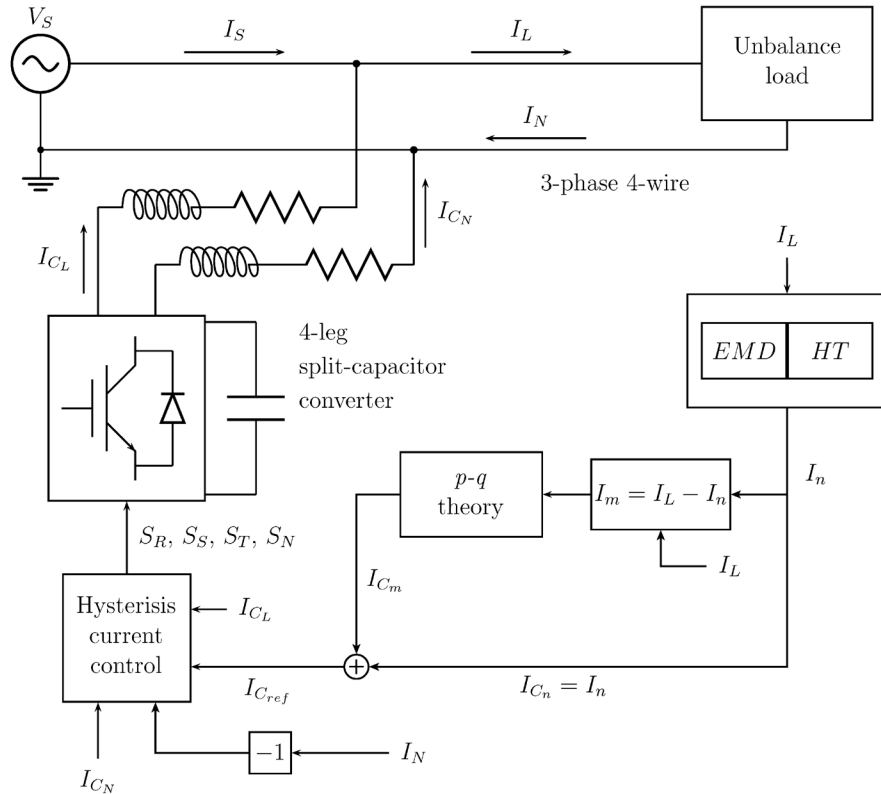 V_S
I_S
I_L
Unbalance
load
I_N
3-phase 4-wire
I_{C_N}
I_{C_L}
I_L
4-leg
split-capacitor
converter
EMD
HT
p-q
theory
I_m = I_L − I_n
I_n
S_R, S_S, S_T, S_N
I_{C_m}
I_L
Hysterisis
current
control
I_{C_L}
+
I_{C_{ref}}
I_{C_n} = I_n
−1
I_N
I_{C_N}